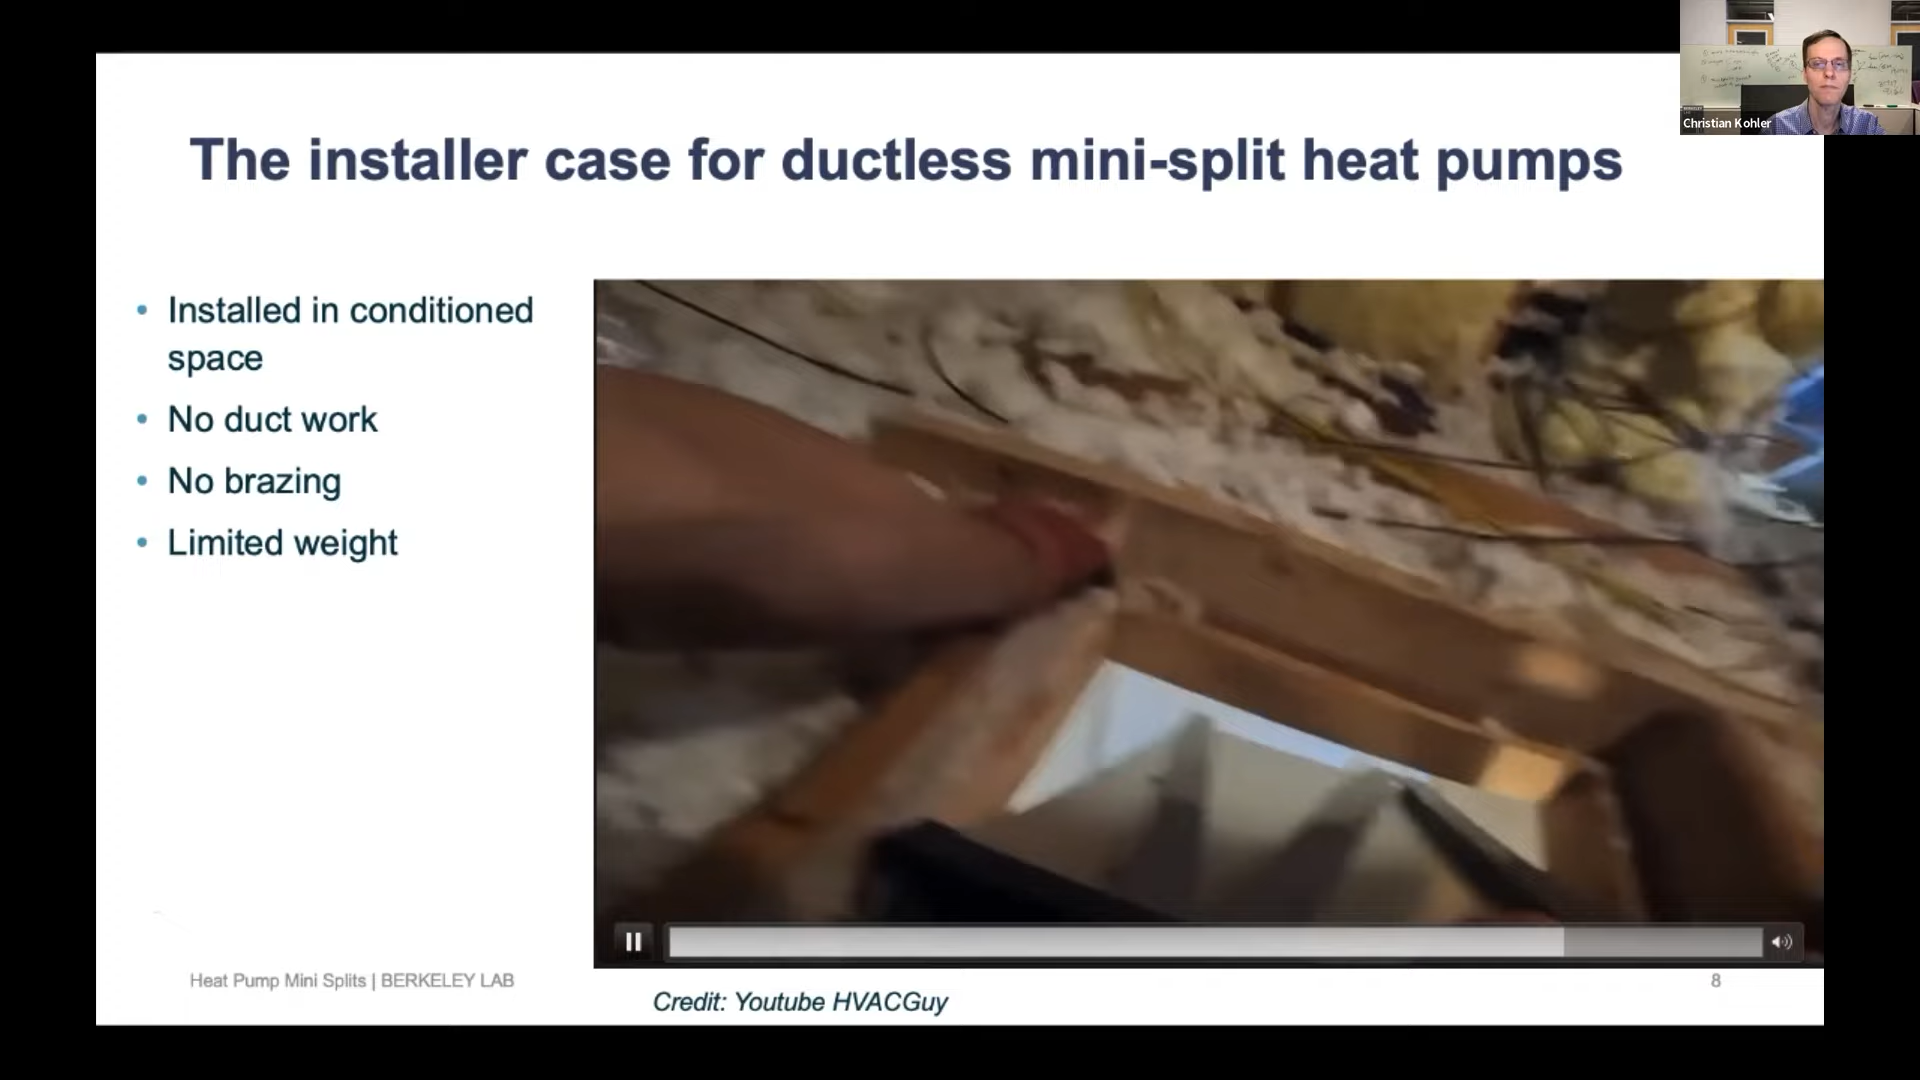 The installer case for ductless mini-split heat pumps
Christian Kohler
• Installed in conditioned
space
• No duct work
• No brazing
• Limited weight
Heat Pump Mini Splits | BERKELEY LAB
Credit: Youtube HVACGuy
8